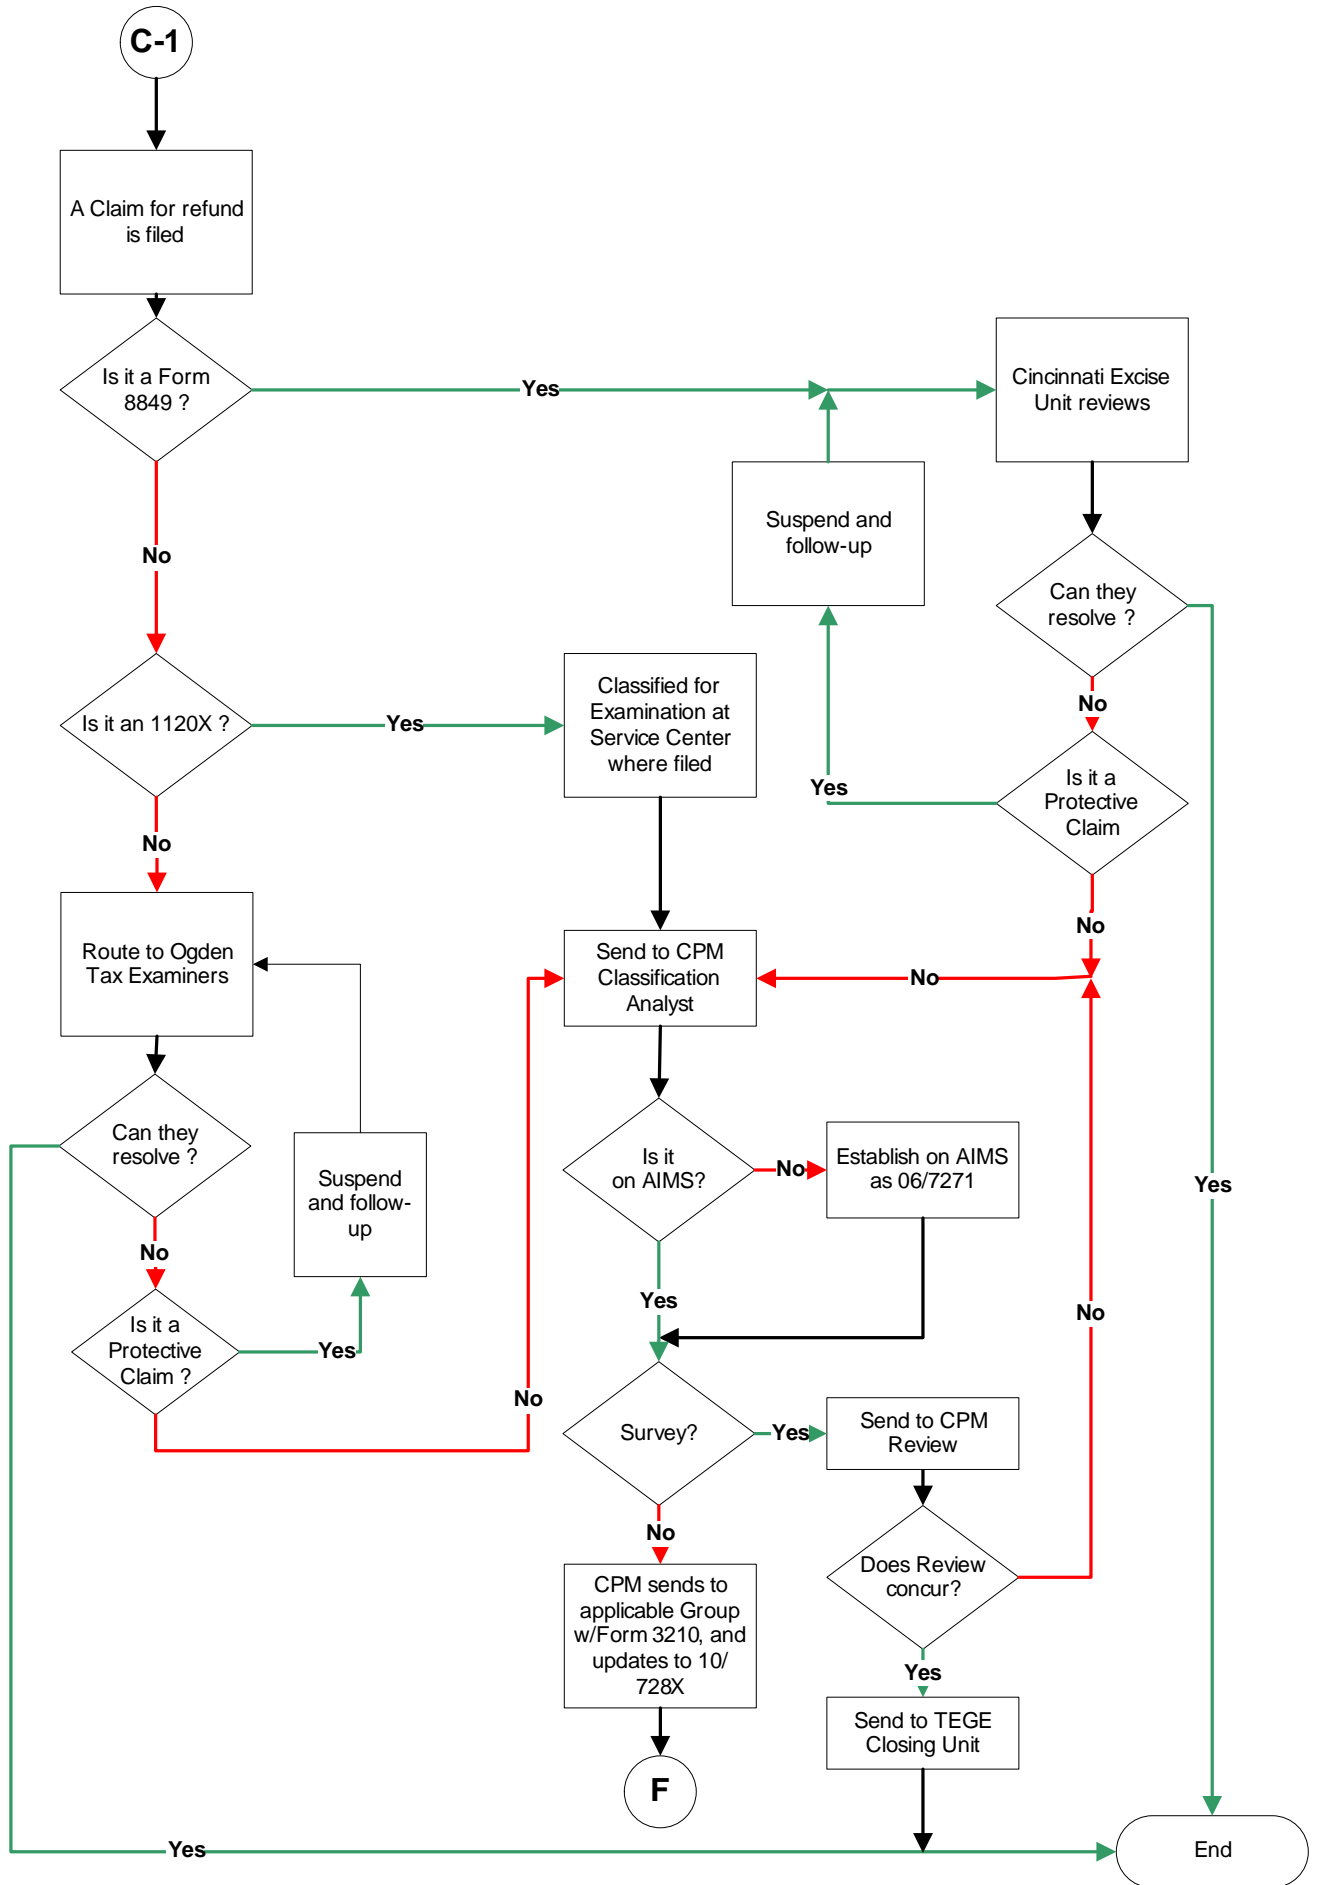 C-1
A Claim for refund
is filed
Is it a Form
8849 ?
Yes
Cincinnati Excise
Unit reviews
Suspend and
follow-up
No
Can they
resolve ?
No
Is it an 1120X ?
Yes
Classified for
Examination at
Service Center
where filed
Yes
Is it a
Protective
Claim
No
No
Route to Ogden
Tax Examiners
Send to CPM
Classification
Analyst
No
Can they
resolve ?
Suspend
and follow-
up
Is it
on AIMS?
No
Establish on AIMS
as 06/7271
Yes
No
Yes
No
Is it a
Protective
Claim ?
Yes
No
Survey?
Yes
Send to CPM
Review
No
Does Review
concur?
CPM sends to
applicable Group
w/Form 3210, and
updates to 10/
728X
Yes
Send to TEGE
Closing Unit
F
Yes
End